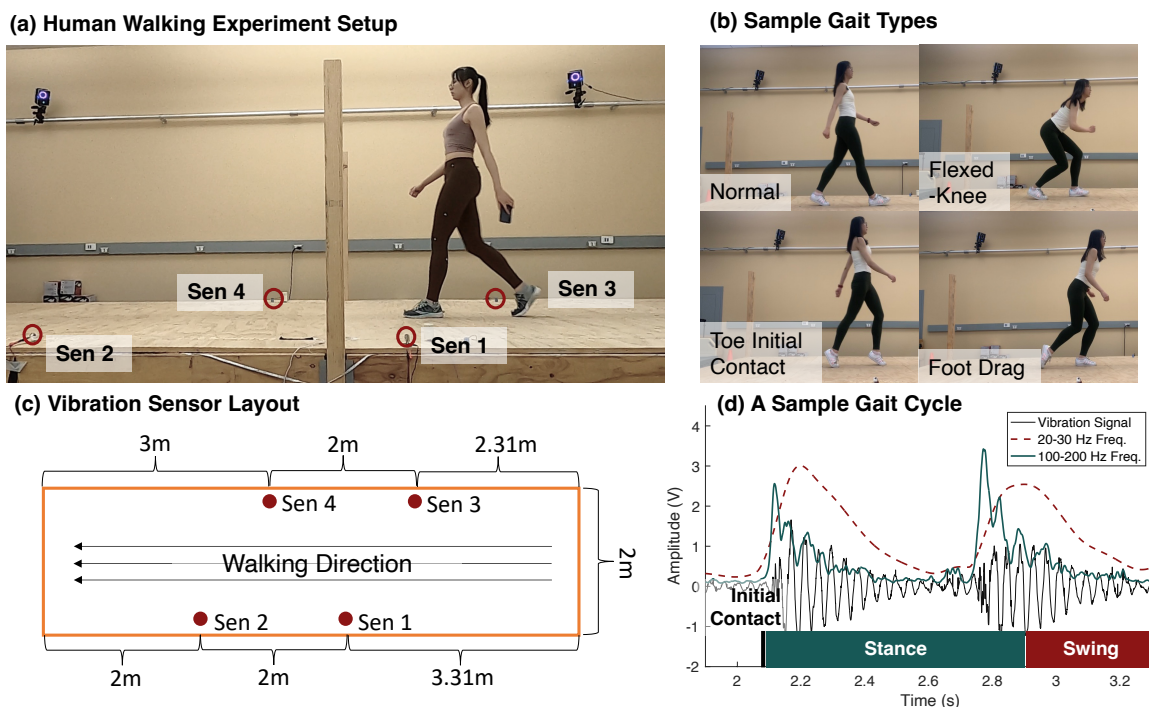 (a) Human Walking Experiment Setup
Sen 4
Sen 3
Sen 2
Sen 1
(b) Sample Gait Types
Normal
Flexed
-Knee
Toe Initial
Contact
Foot Drag
(c) Vibration Sensor Layout
3m
2m
2.31m
Sen 4
Sen 3
Walking Direction
2m
Sen 2
Sen 1
2m
2m
3.31m
(d) A Sample Gait Cycle
Vibration Signal
20-30 Hz Freq.
100-200 Hz Freq.
Amplitude (V)
4
3
2
1
0
-1
-2
Initial
Contact
Stance
Swing
2
2.2
2.4
2.6
2.8
3
3.2
Time (s)